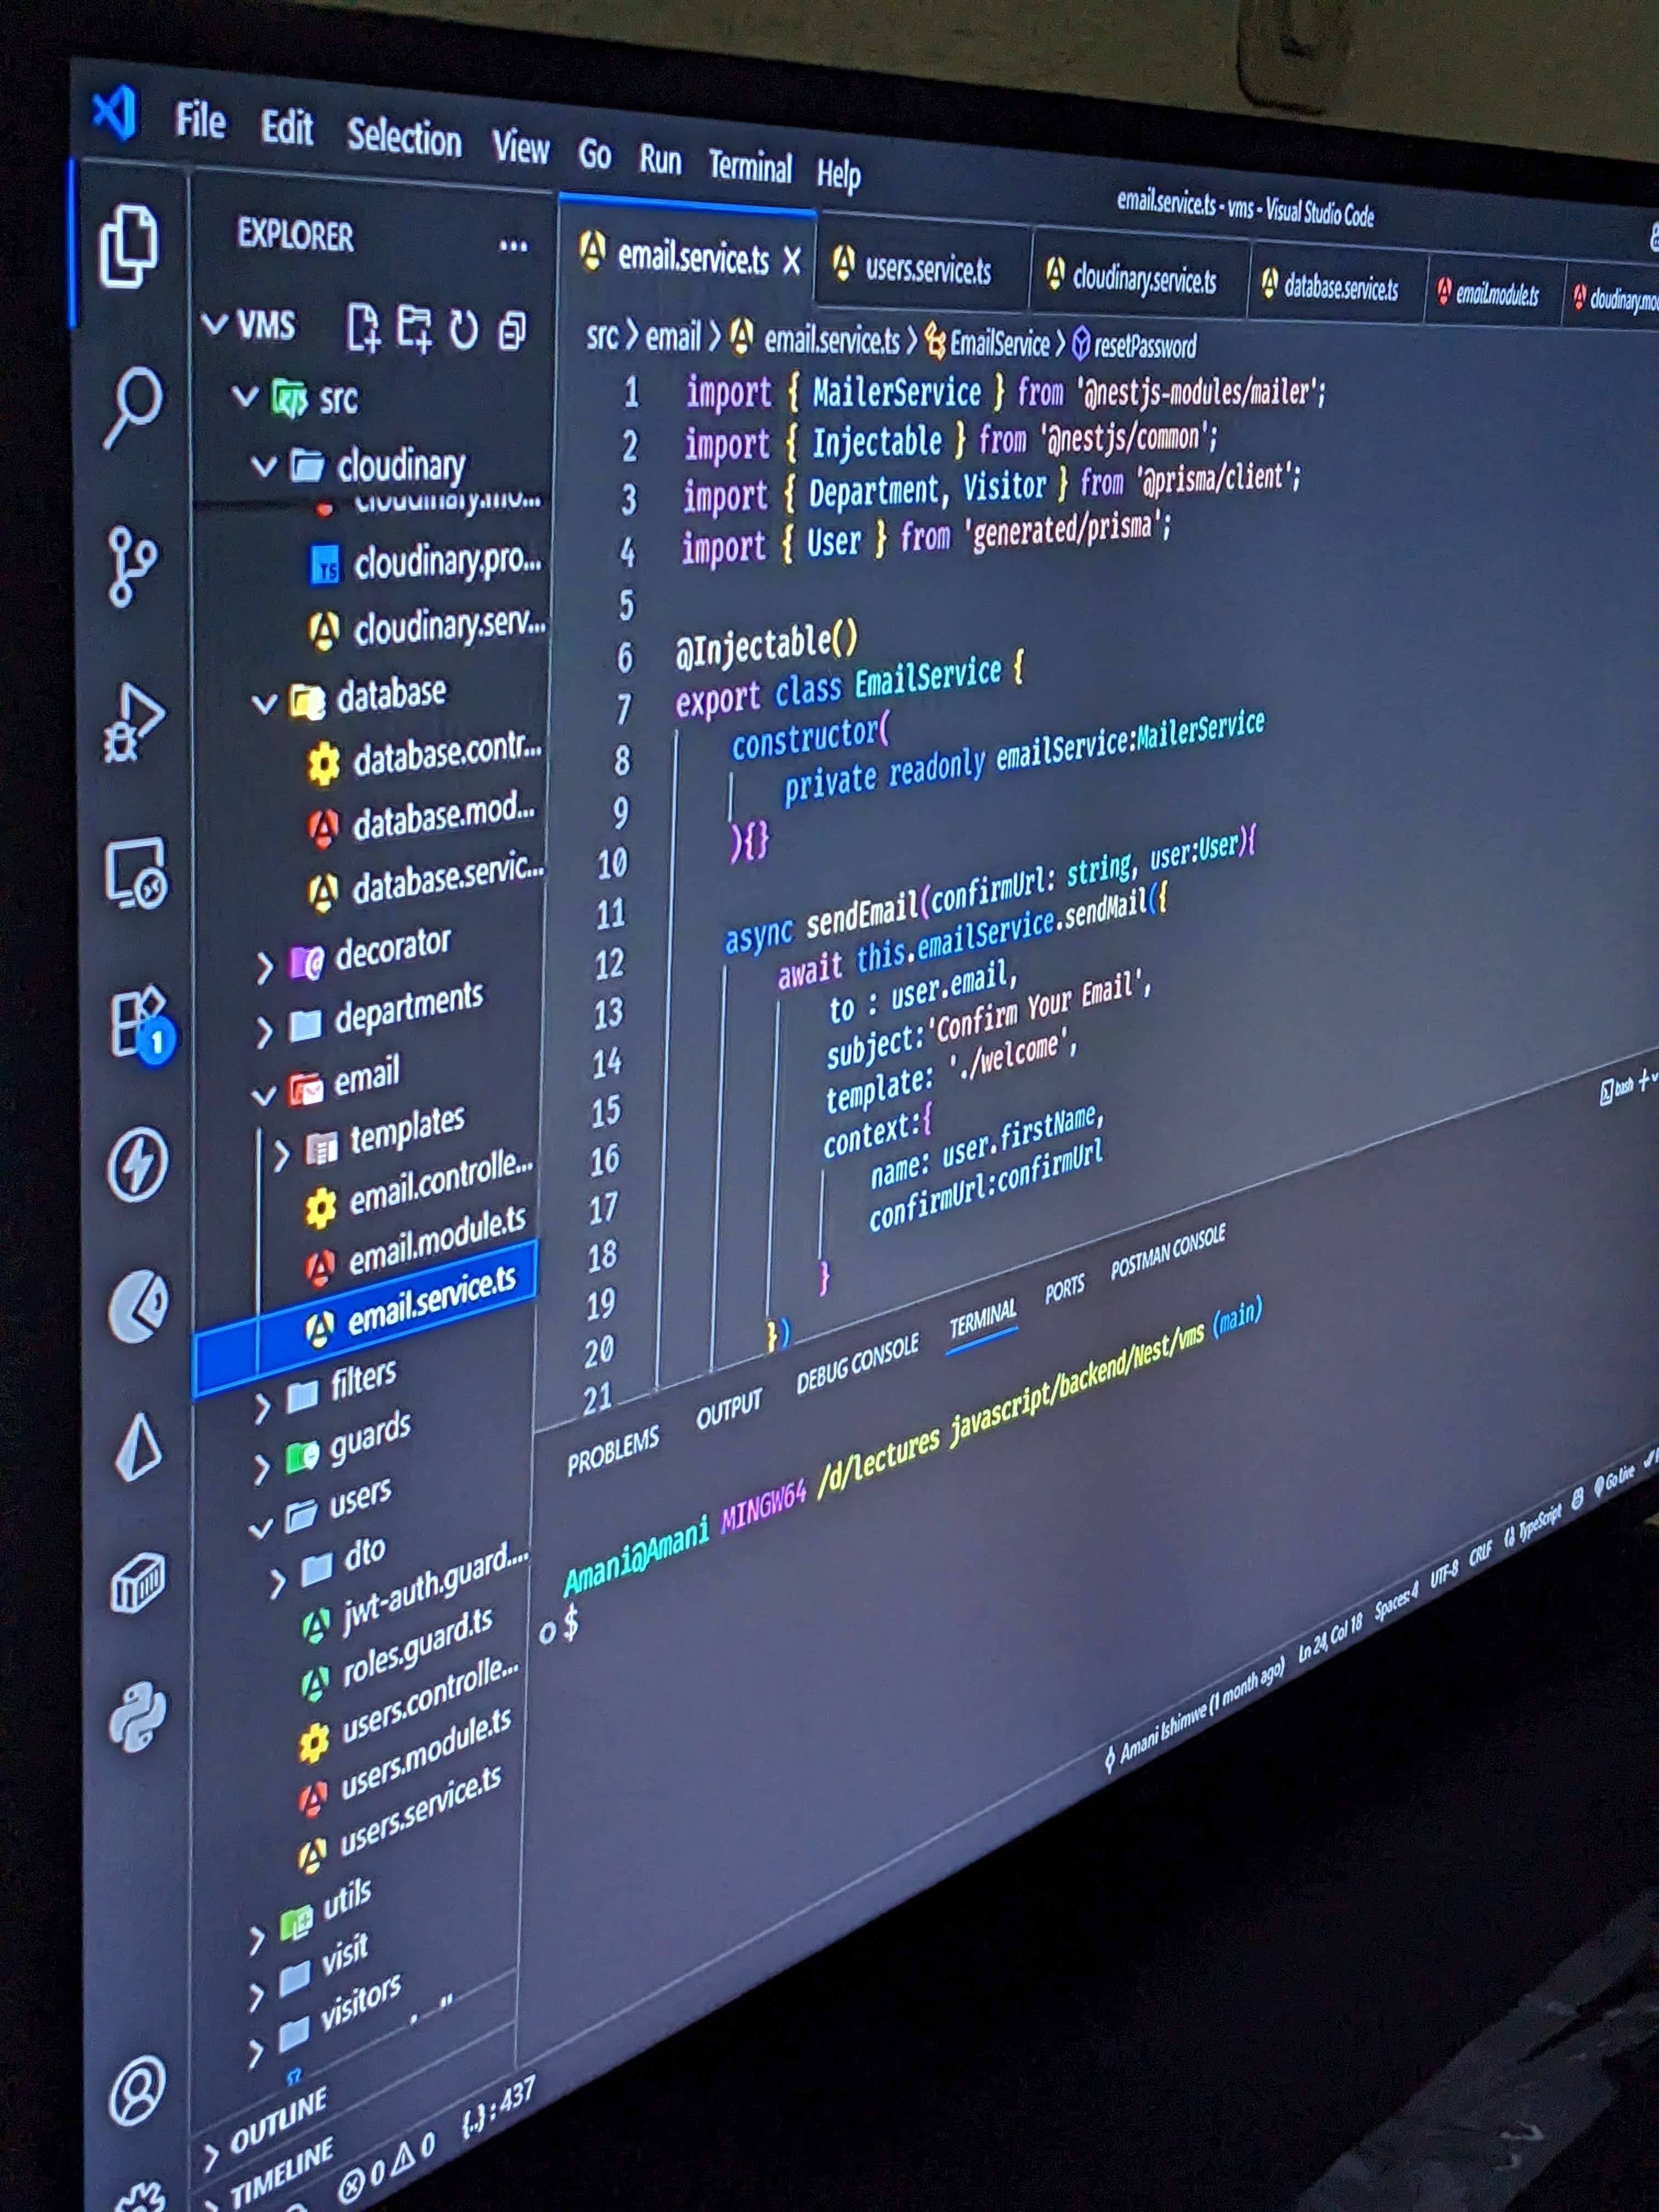 File Edit Selection View Go Run Terminal Help
email.service.ts - vms - Visual Studio Code
EXPLORER ...
VMS
src
cloudinary
cloudinary.mo...
cloudinary.pro...
cloudinary.serv...
database
database.contr...
database.mod...
database.servic...
decorator
departments
email
templates
email.controlle...
email.module.ts
email.service.ts
filters
guards
users
dto
jwt-auth.guard....
roles.guard.ts
users.controlle...
users.module.ts
users.service.ts
utils
visit
visitors
OUTLINE
TIMELINE
1
email.service.ts X users.service.ts cloudinary.service.ts database.service.ts email.module.ts cloudinary.mo
src > email > email.service.ts > EmailService > resetPassword
1 import { MailerService } from '@nestjs-modules/mailer';
2 import { Injectable } from '@nestjs/common';
3 import { Department, Visitor } from '@prisma/client';
4 import { User } from 'generated/prisma';
5
6 @Injectable()
7 export class EmailService {
8 constructor(
9 private readonly emailService:MailerService
10 ){}
11
12 async sendEmail(confirmUrl: string, user:User){
13 await this.emailService.sendMail({
14 to : user.email,
15 subject:'Confirm Your Email',
16 template: './welcome',
17 context:{
18 name: user.firstName,
19 confirmUrl:confirmUrl
20 }
21 })
PROBLEMS OUTPUT DEBUG CONSOLE TERMINAL PORTS POSTMAN CONSOLE
bash
Amani@Amani MINGW64 /d/lectures javascript/backend/Nest/vms (main)
$
0 0 {..} : 437
Amani Ishimwe (1 month ago) Ln 24, Col 18 Spaces: 4 UTF-8 CRLF TypeScript Go Live